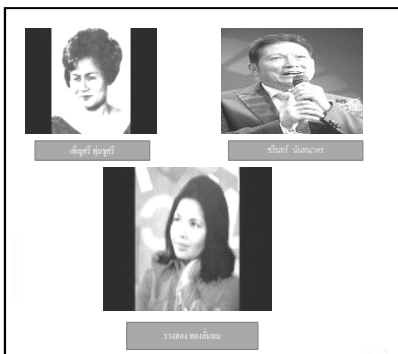 เพ็ญศรี พุ่มชูศรี
ชรินทร์ นันทนาคร
รวงทอง ทองลั่นทม